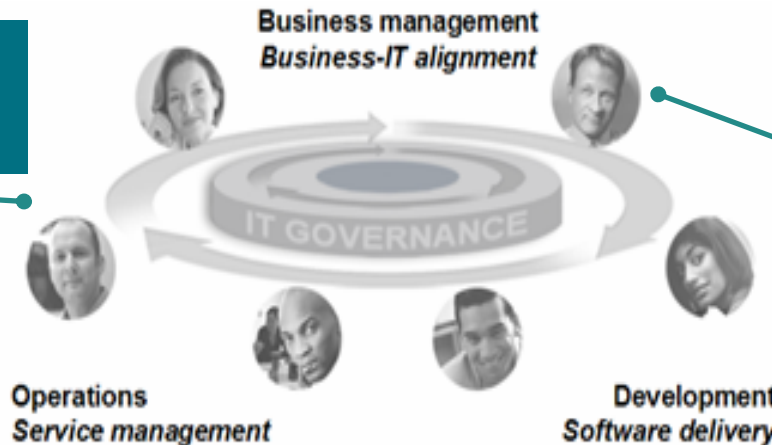 Business management
Business-IT alignment
IT GOVERNANCE
Operations
Service management
Development
Software delivery